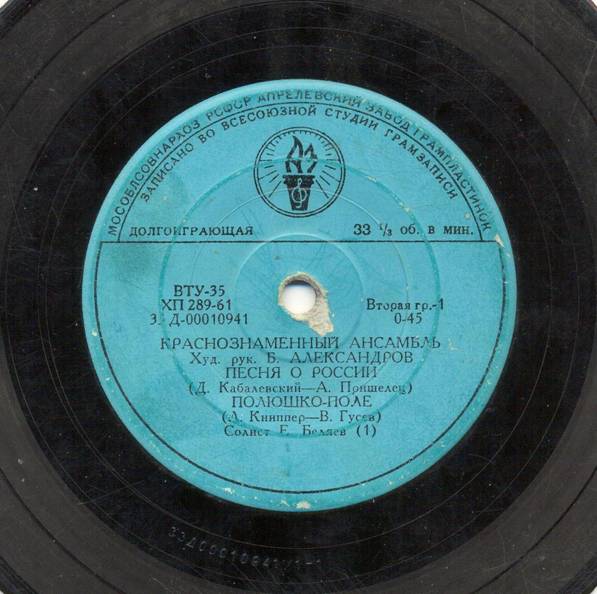 МОСОБЛСОВНАРХОЗ РСФСР АПРЕЛЕВСКИЙ ЗАВОД ГРАМПЛАСТИНОК
ЗАПИСАНО ВО ВСЕСОЮЗНОЙ СТУДИИ ГРАМЗАПИСИ
ДОЛГОИГРАЮЩАЯ 33 ⅓ об. в мин.
ВТУ-35
ХП 289-61 Вторая гр.-1
3. Д-00010941 0-45
КРАСНОЗНАМЕННЫЙ АНСАМБЛЬ
Худ. рук. Б. АЛЕКСАНДРОВ
ПЕСНЯ О РОССИИ
(Д. Кабалевский—А. Пришелец)
ПОЛЮШКО-ПОЛЕ
(Л. Книппер—В. Гусев)
Солист Е. Беляев (1)